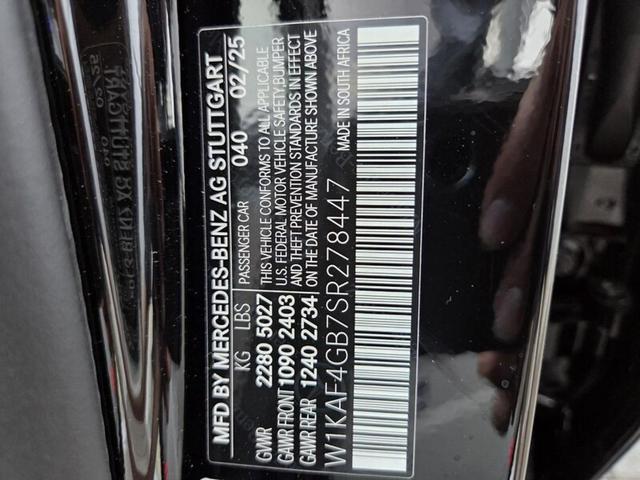 MFD BY MERCEDES-BENZ AG STUTTGART
KG LBS PASSENGER CAR 040 02/25
GVWR 2280 5027 THIS VEHICLE CONFORMS TO ALL APPLICABLE
U.S. FEDERAL MOTOR VEHICLE SAFETY, BUMPER
GAWR FRONT 1090 2403 AND THEFT PREVENTION STANDARDS IN EFFECT
GAWR REAR 1240 2734 ON THE DATE OF MANUFACTURE SHOWN ABOVE
MADE IN SOUTH AFRICA
W1KAF4GB7SR278447